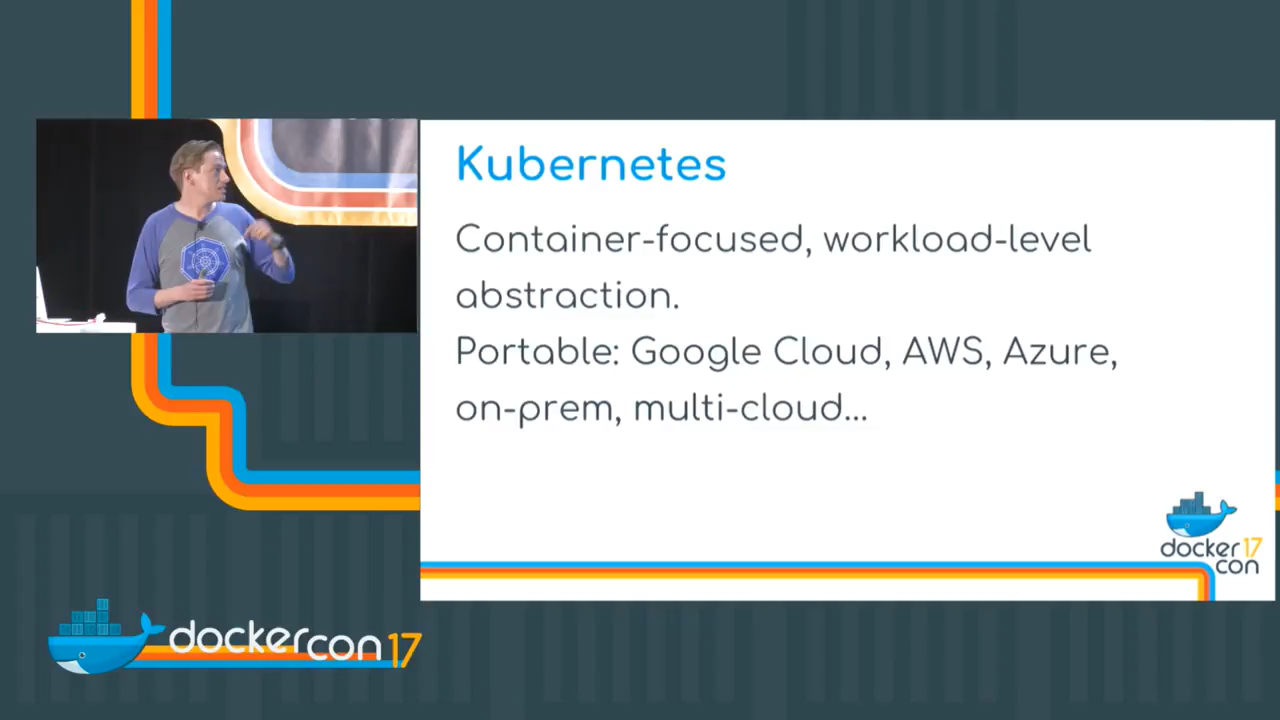 Kubernetes
Container-focused, workload-level
abstraction.
Portable: Google Cloud, AWS, Azure,
on-prem, multi-cloud...
docker 17
con
dockercon 17